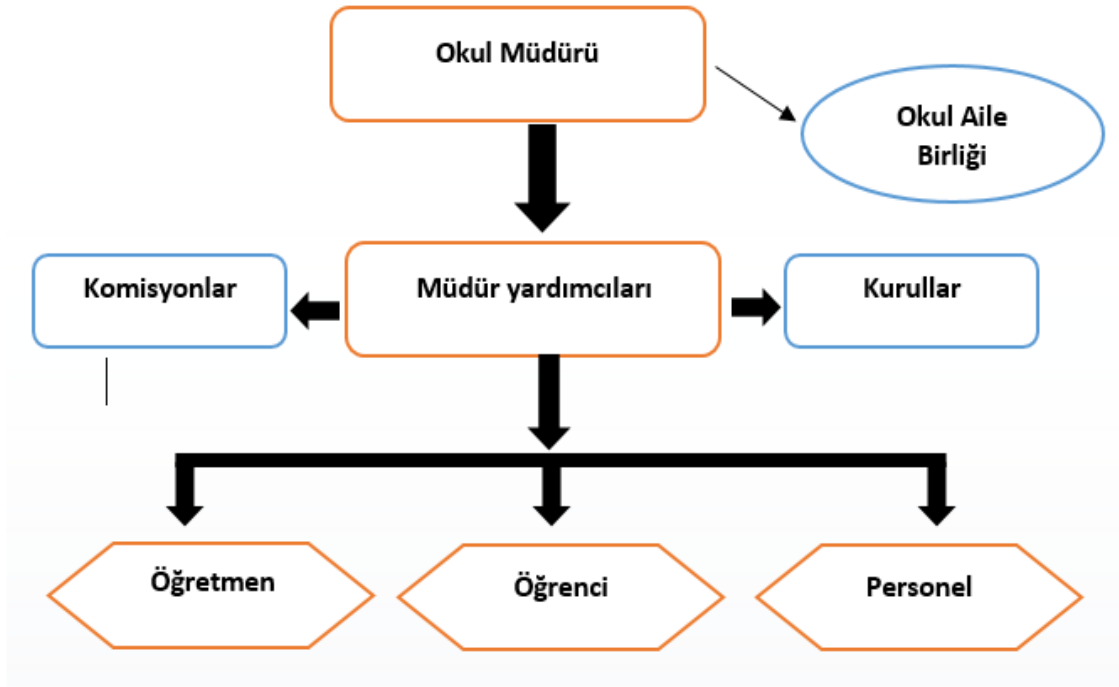 Okul Müdürü
Okul Aile
Birliği
Komisyonlar
Müdür yardımcıları
Kurullar
Öğretmen
Öğrenci
Personel